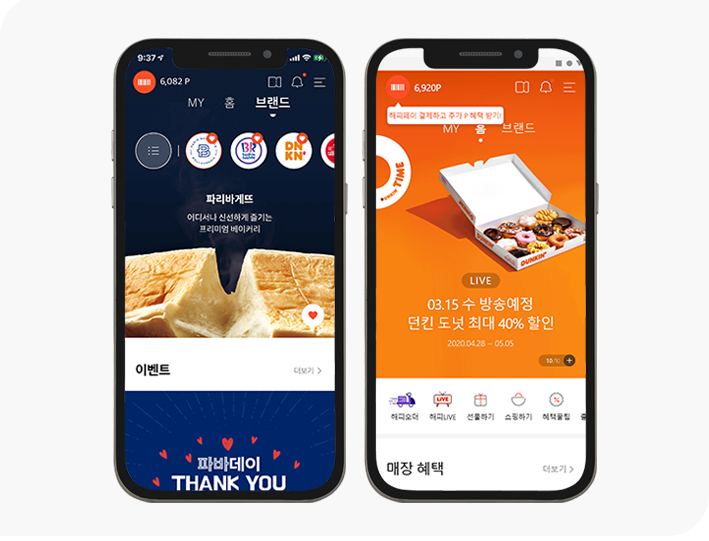 9:37
6,082 P
MY 홈 브랜드
BR
DN
KN'
파리바게뜨
어디서나 신선하게 즐기는
프리미엄 베이커리
이벤트
더보기 >
파바데이
THANK YOU
6,920P
해피페이 결제하고 추가 P 혜택 받기!
MY 홈 브랜드
TIME
DUNKIN'
LIVE
03.15 수 방송예정
던킨 도넛 최대 40% 할인
2020.04.28 ~ 05.05
10/10 +
해피오더 해피LIVE 선물하기 쇼핑하기 혜택꿀팁
매장 혜택
더보기 >